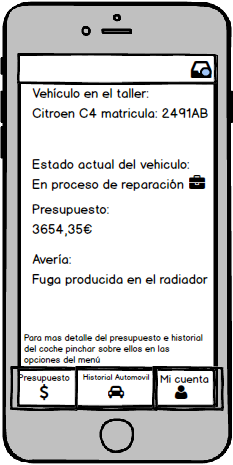 Vehículo en el taller:
Citroen C4 matricula: 2491AB
Estado actual del vehiculo:
En proceso de reparación
Presupuesto:
3654,35€
Avería:
Fuga producida en el radiador
Para mas detalle del presupuesto e historial
del coche pinchar sobre ellos en las
opciones del menú
Presupuesto
Historial Automovil
Mi cuenta
$